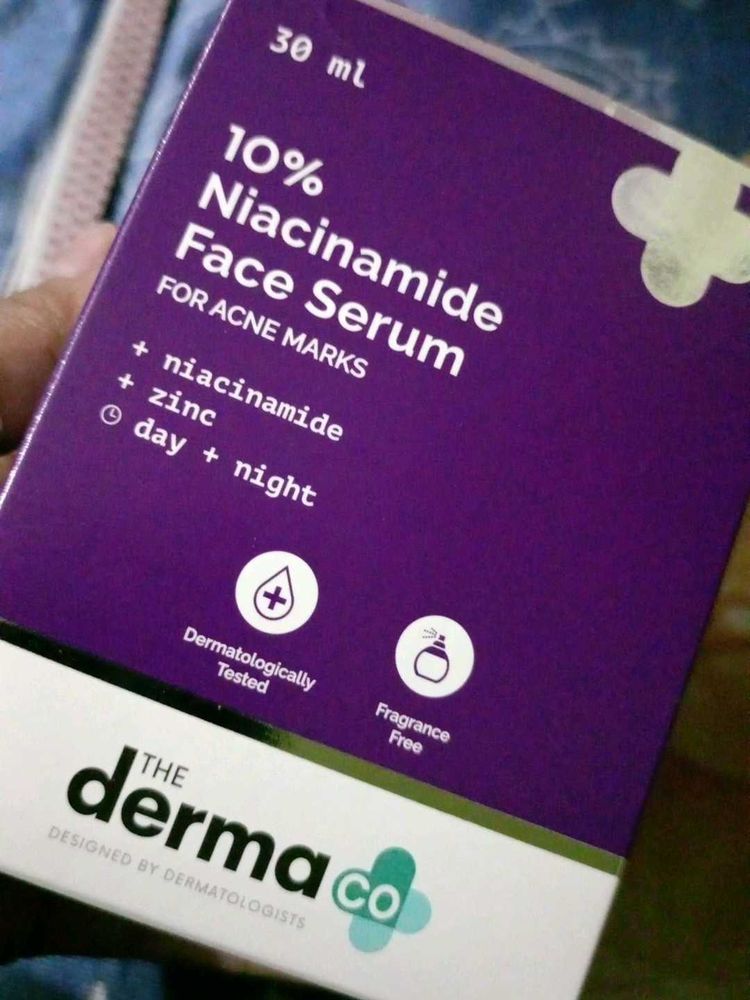 30 ml
10%
Niacinamide
Face Serum
FOR ACNE MARKS
+ niacinamide
+ zinc
day + night
Dermatologically
Tested
Fragrance
Free
THE
derma
co
DESIGNED BY DERMATOLOGISTS